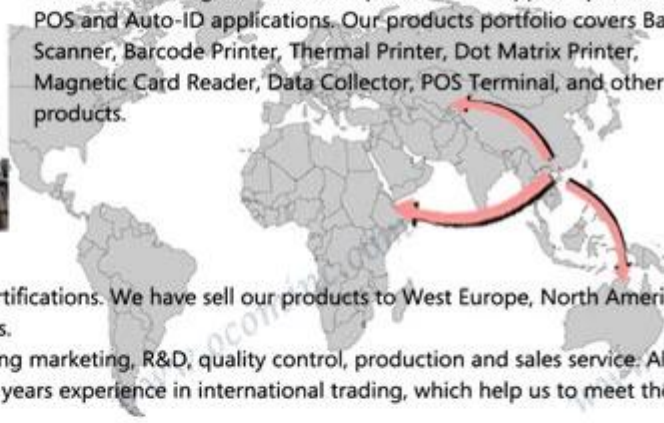 POS and Auto-ID applications. Our products portfolio covers Ba
Scanner, Barcode Printer, Thermal Printer, Dot Matrix Printer,
Magnetic Card Reader, Data Collector, POS Terminal, and other
products.
rtifications. We have sell our products to West Europe, North Ameri
s.
ng marketing, R&D, quality control, production and sales service. Al
years experience in international trading, which help us to meet the